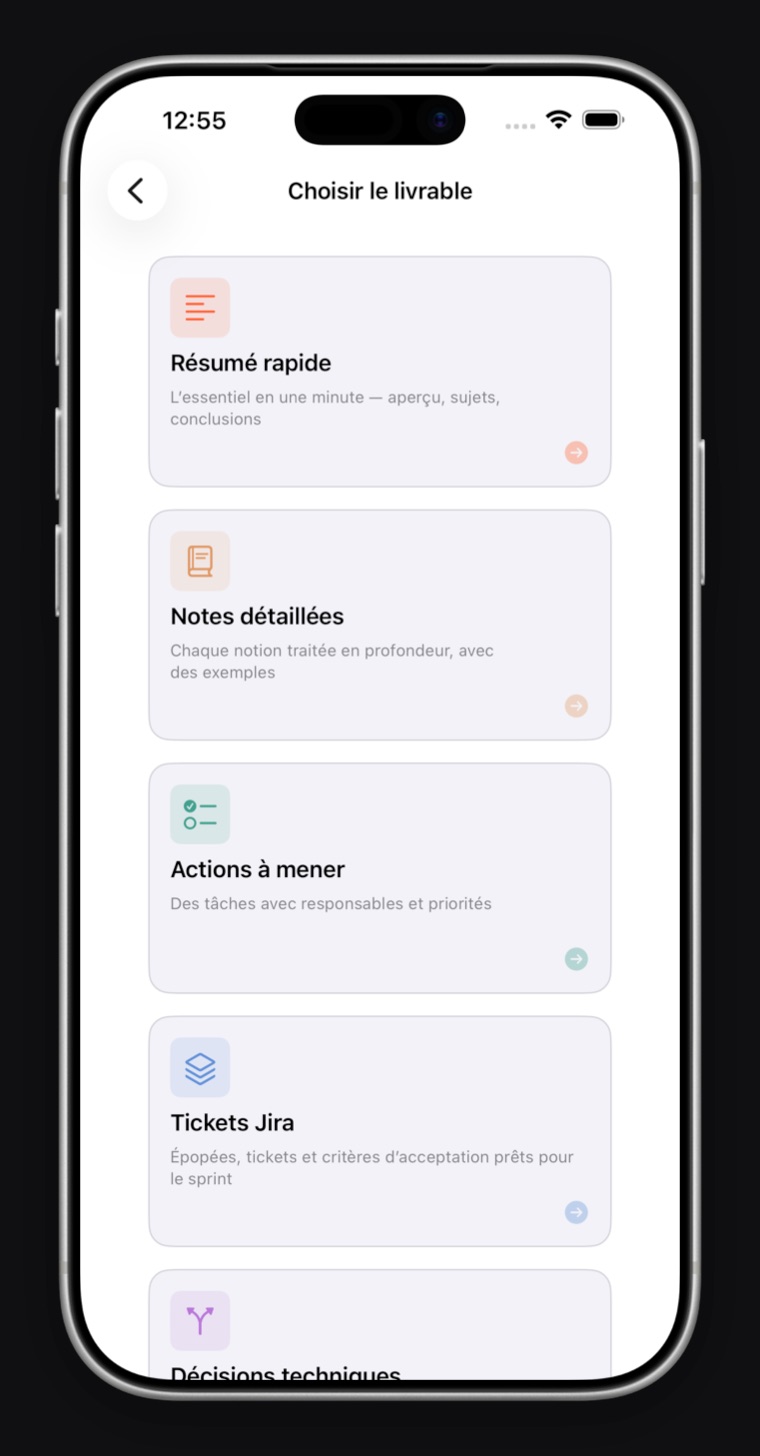 12:55
Choisir le livrable
Résumé rapide
L’essentiel en une minute — aperçu, sujets,
conclusions
Notes détaillées
Chaque notion traitée en profondeur, avec
des exemples
Actions à mener
Des tâches avec responsables et priorités
Tickets Jira
Épopées, tickets et critères d’acceptation prêts pour
le sprint
Décisions techniques